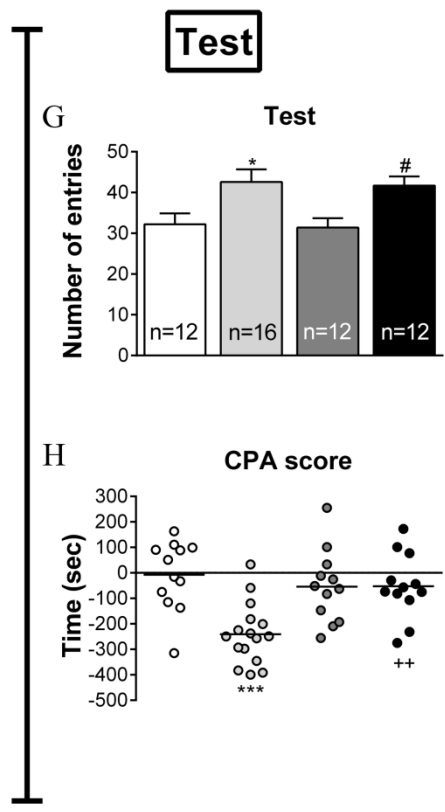 Test
G
Test
Number of entries
50
40
30
20
10
0
*
#
n=12
n=16
n=12
n=12
H
CPA score
Time (sec)
300
200
100
0
-100
-200
-300
-400
-500
***
++